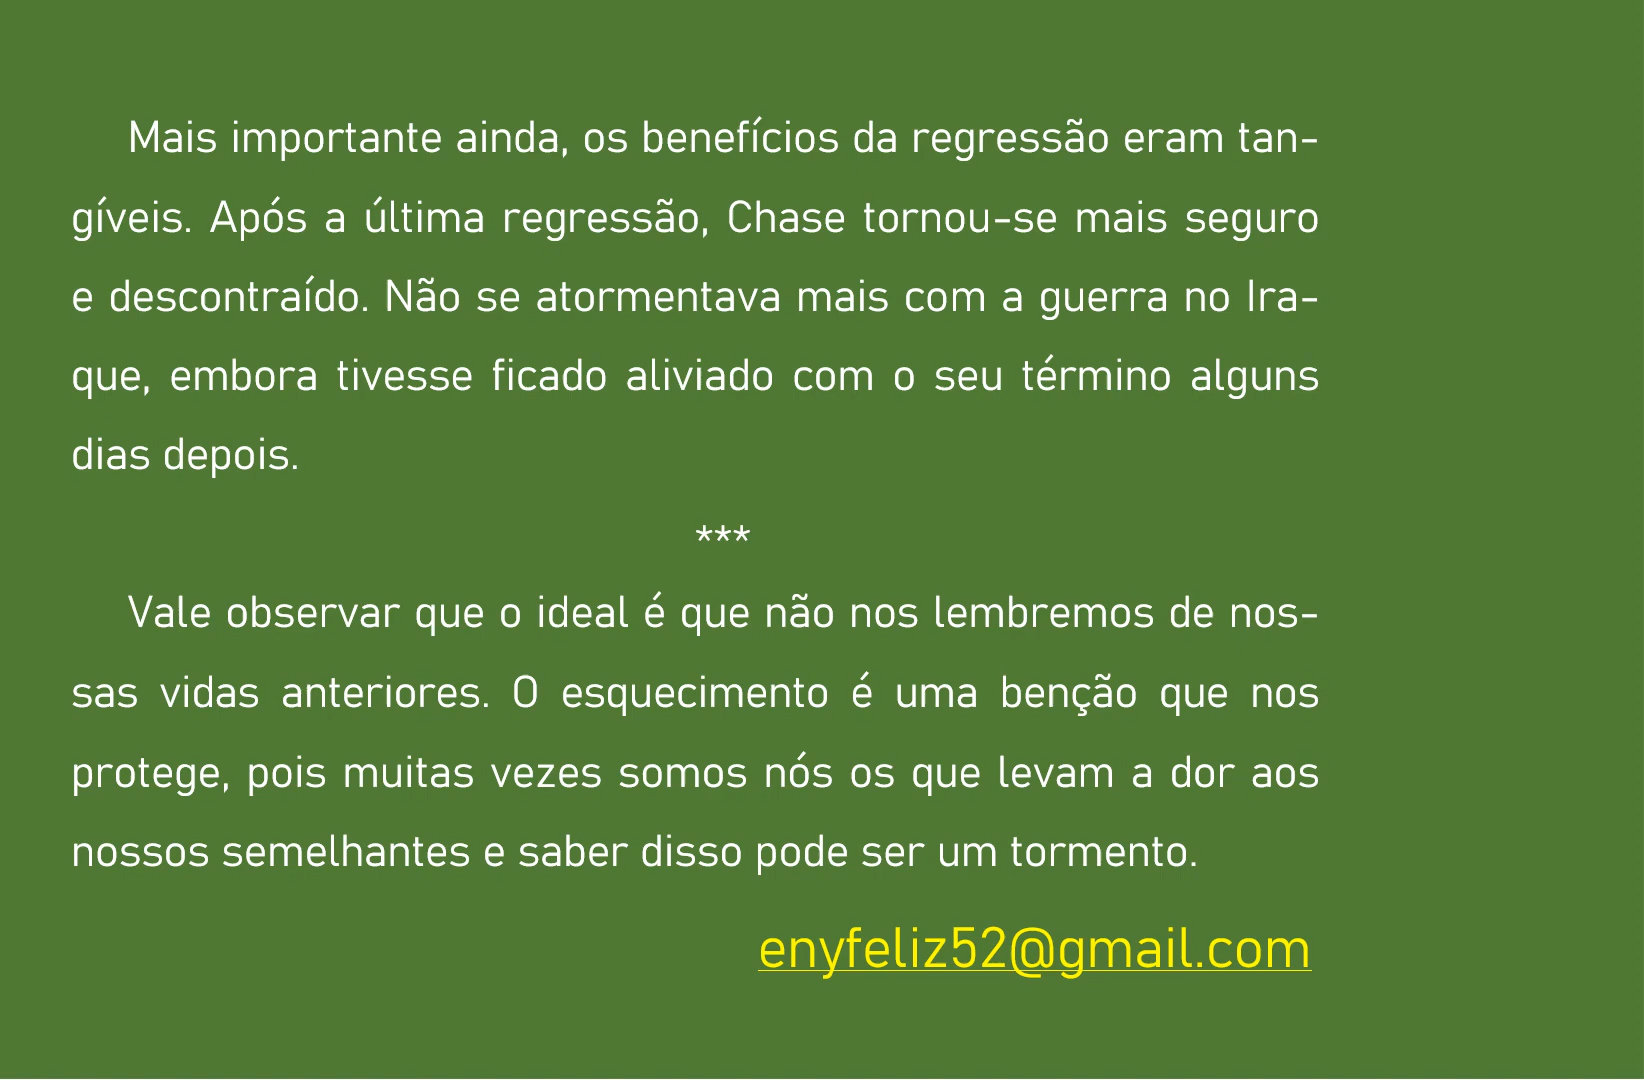 Mais importante ainda, os benefícios da regressão eram tan-
gíveis. Após a última regressão, Chase tornou-se mais seguro
e descontraído. Não se atormentava mais com a guerra no Ira-
que, embora tivesse ficado aliviado com o seu término alguns
dias depois.
***
Vale observar que o ideal é que não nos lembremos de nos-
sas vidas anteriores. O esquecimento é uma benção que nos
protege, pois muitas vezes somos nós os que levam a dor aos
nossos semelhantes e saber disso pode ser um tormento.
enyfeliz52@gmail.com